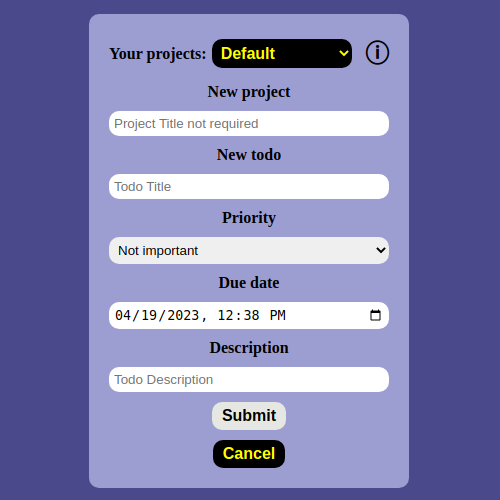 Your projects: Default
New project
Project Title not required
New todo
Todo Title
Priority
Not important
Due date
04/19/2023, 12:38 PM
Description
Todo Description
Submit
Cancel